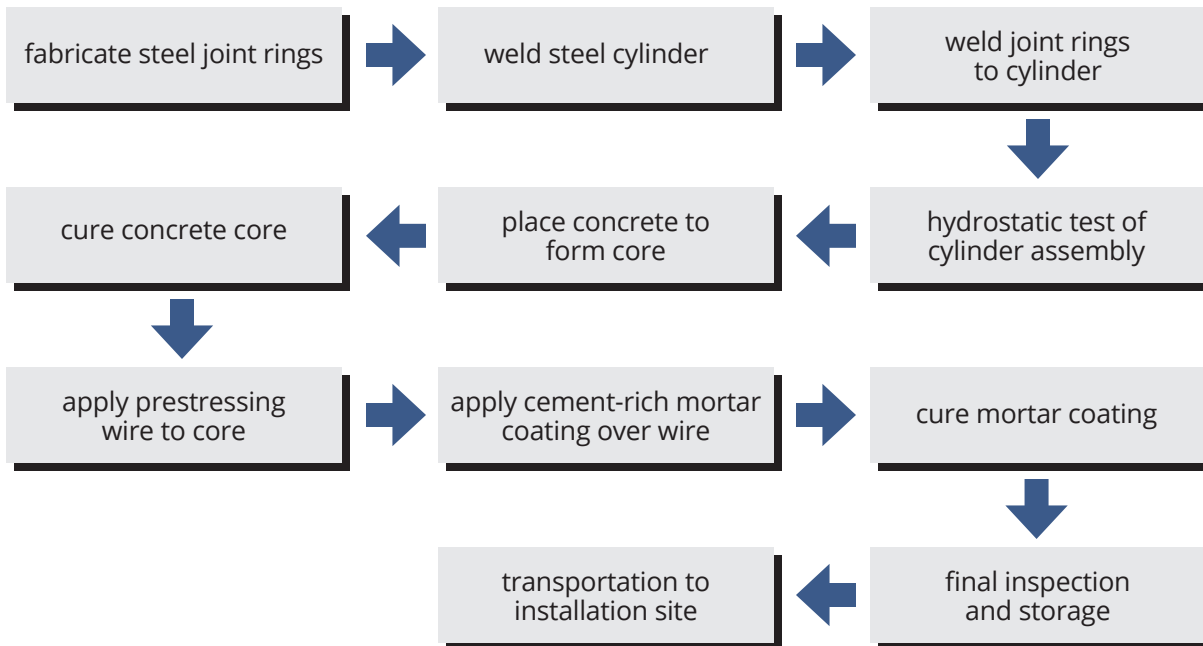 fabricate steel joint rings
weld steel cylinder
weld joint rings
to cylinder
hydrostatic test of
cylinder assembly
place concrete to
form core
cure concrete core
apply prestressing
wire to core
apply cement-rich mortar
coating over wire
cure mortar coating
final inspection
and storage
transportation to
installation site